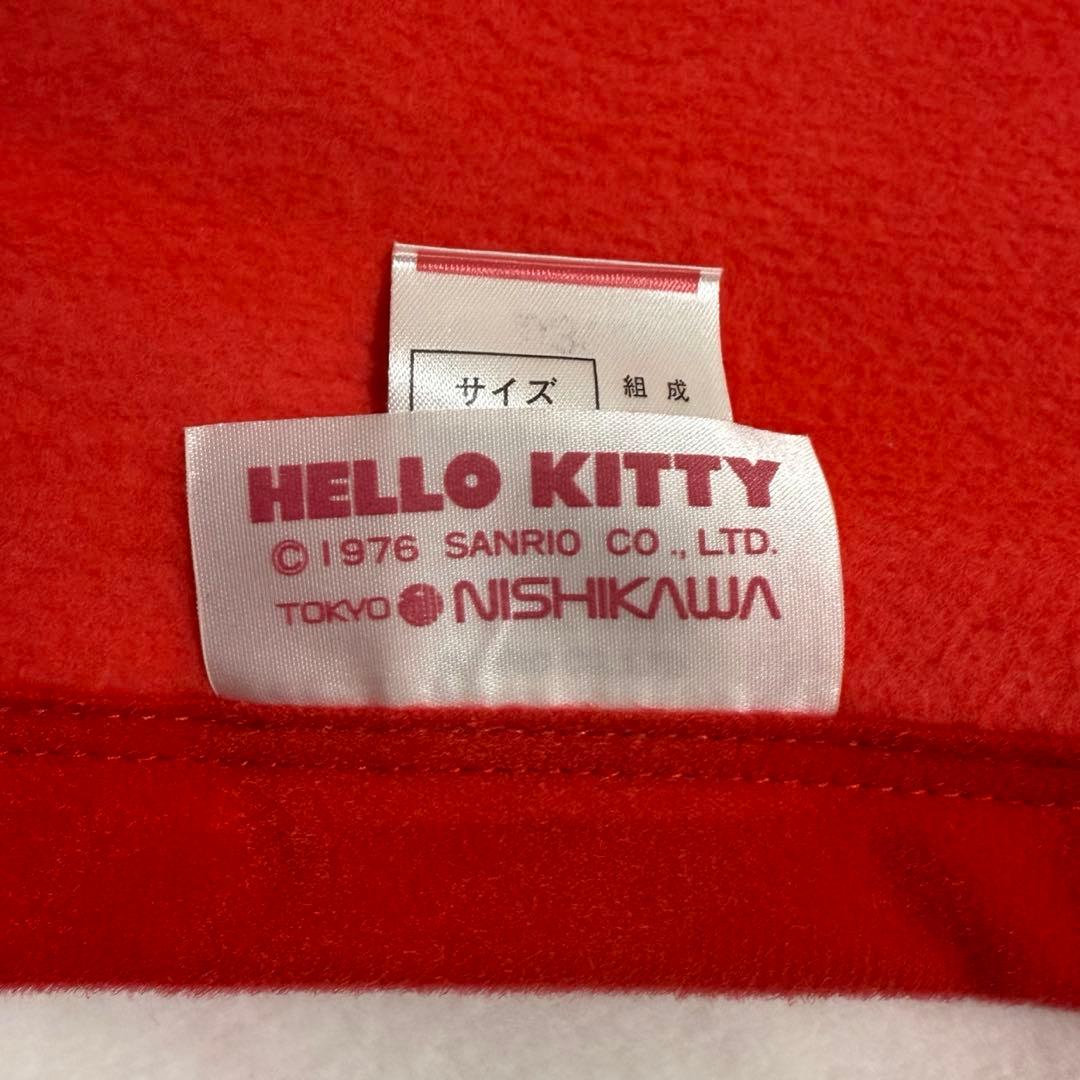 サイズ 組成
HELLO KITTY
©1976 SANRIO CO., LTD.
TOKYO NISHIKAWA